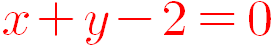 x + y − 2 = 0